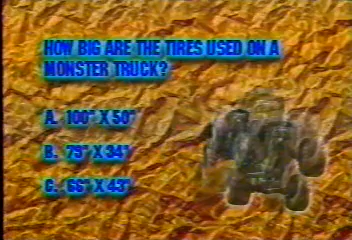 HOW BIG ARE THE TIRES USED ON A
MONSTER TRUCK?
A. 100" X 50"
B. 75" X 34"
C. 66" X 43"